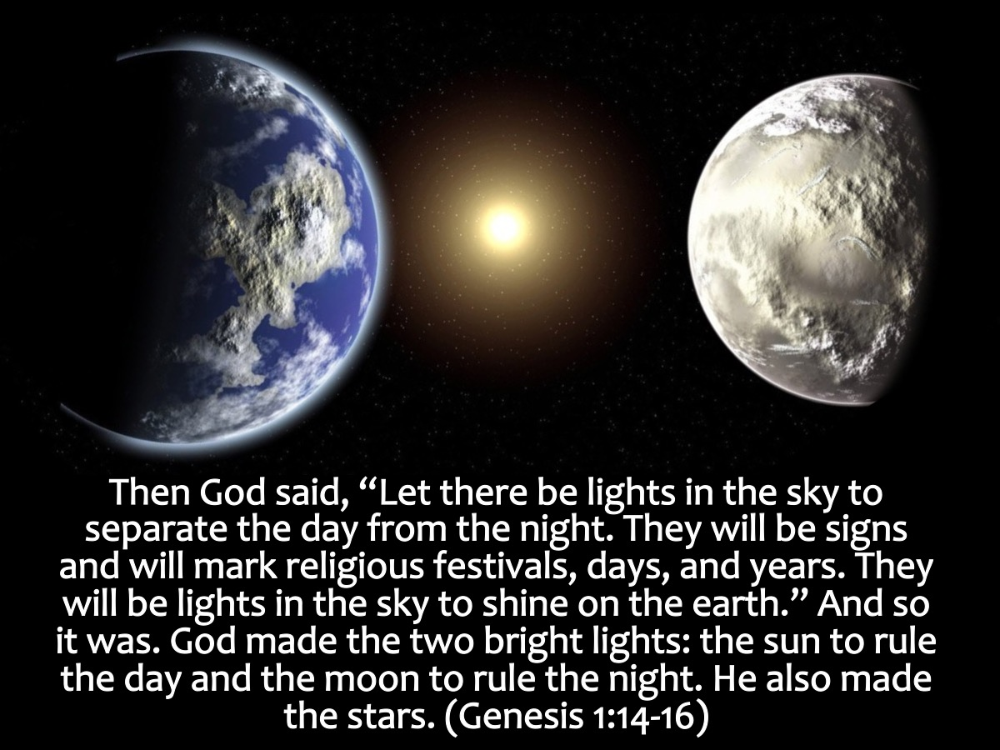 Then God said, “Let there be lights in the sky to
separate the day from the night. They will be signs
and will mark religious festivals, days, and years. They
will be lights in the sky to shine on the earth.” And so
it was. God made the two bright lights: the sun to rule
the day and the moon to rule the night. He also made
the stars. (Genesis 1:14-16)